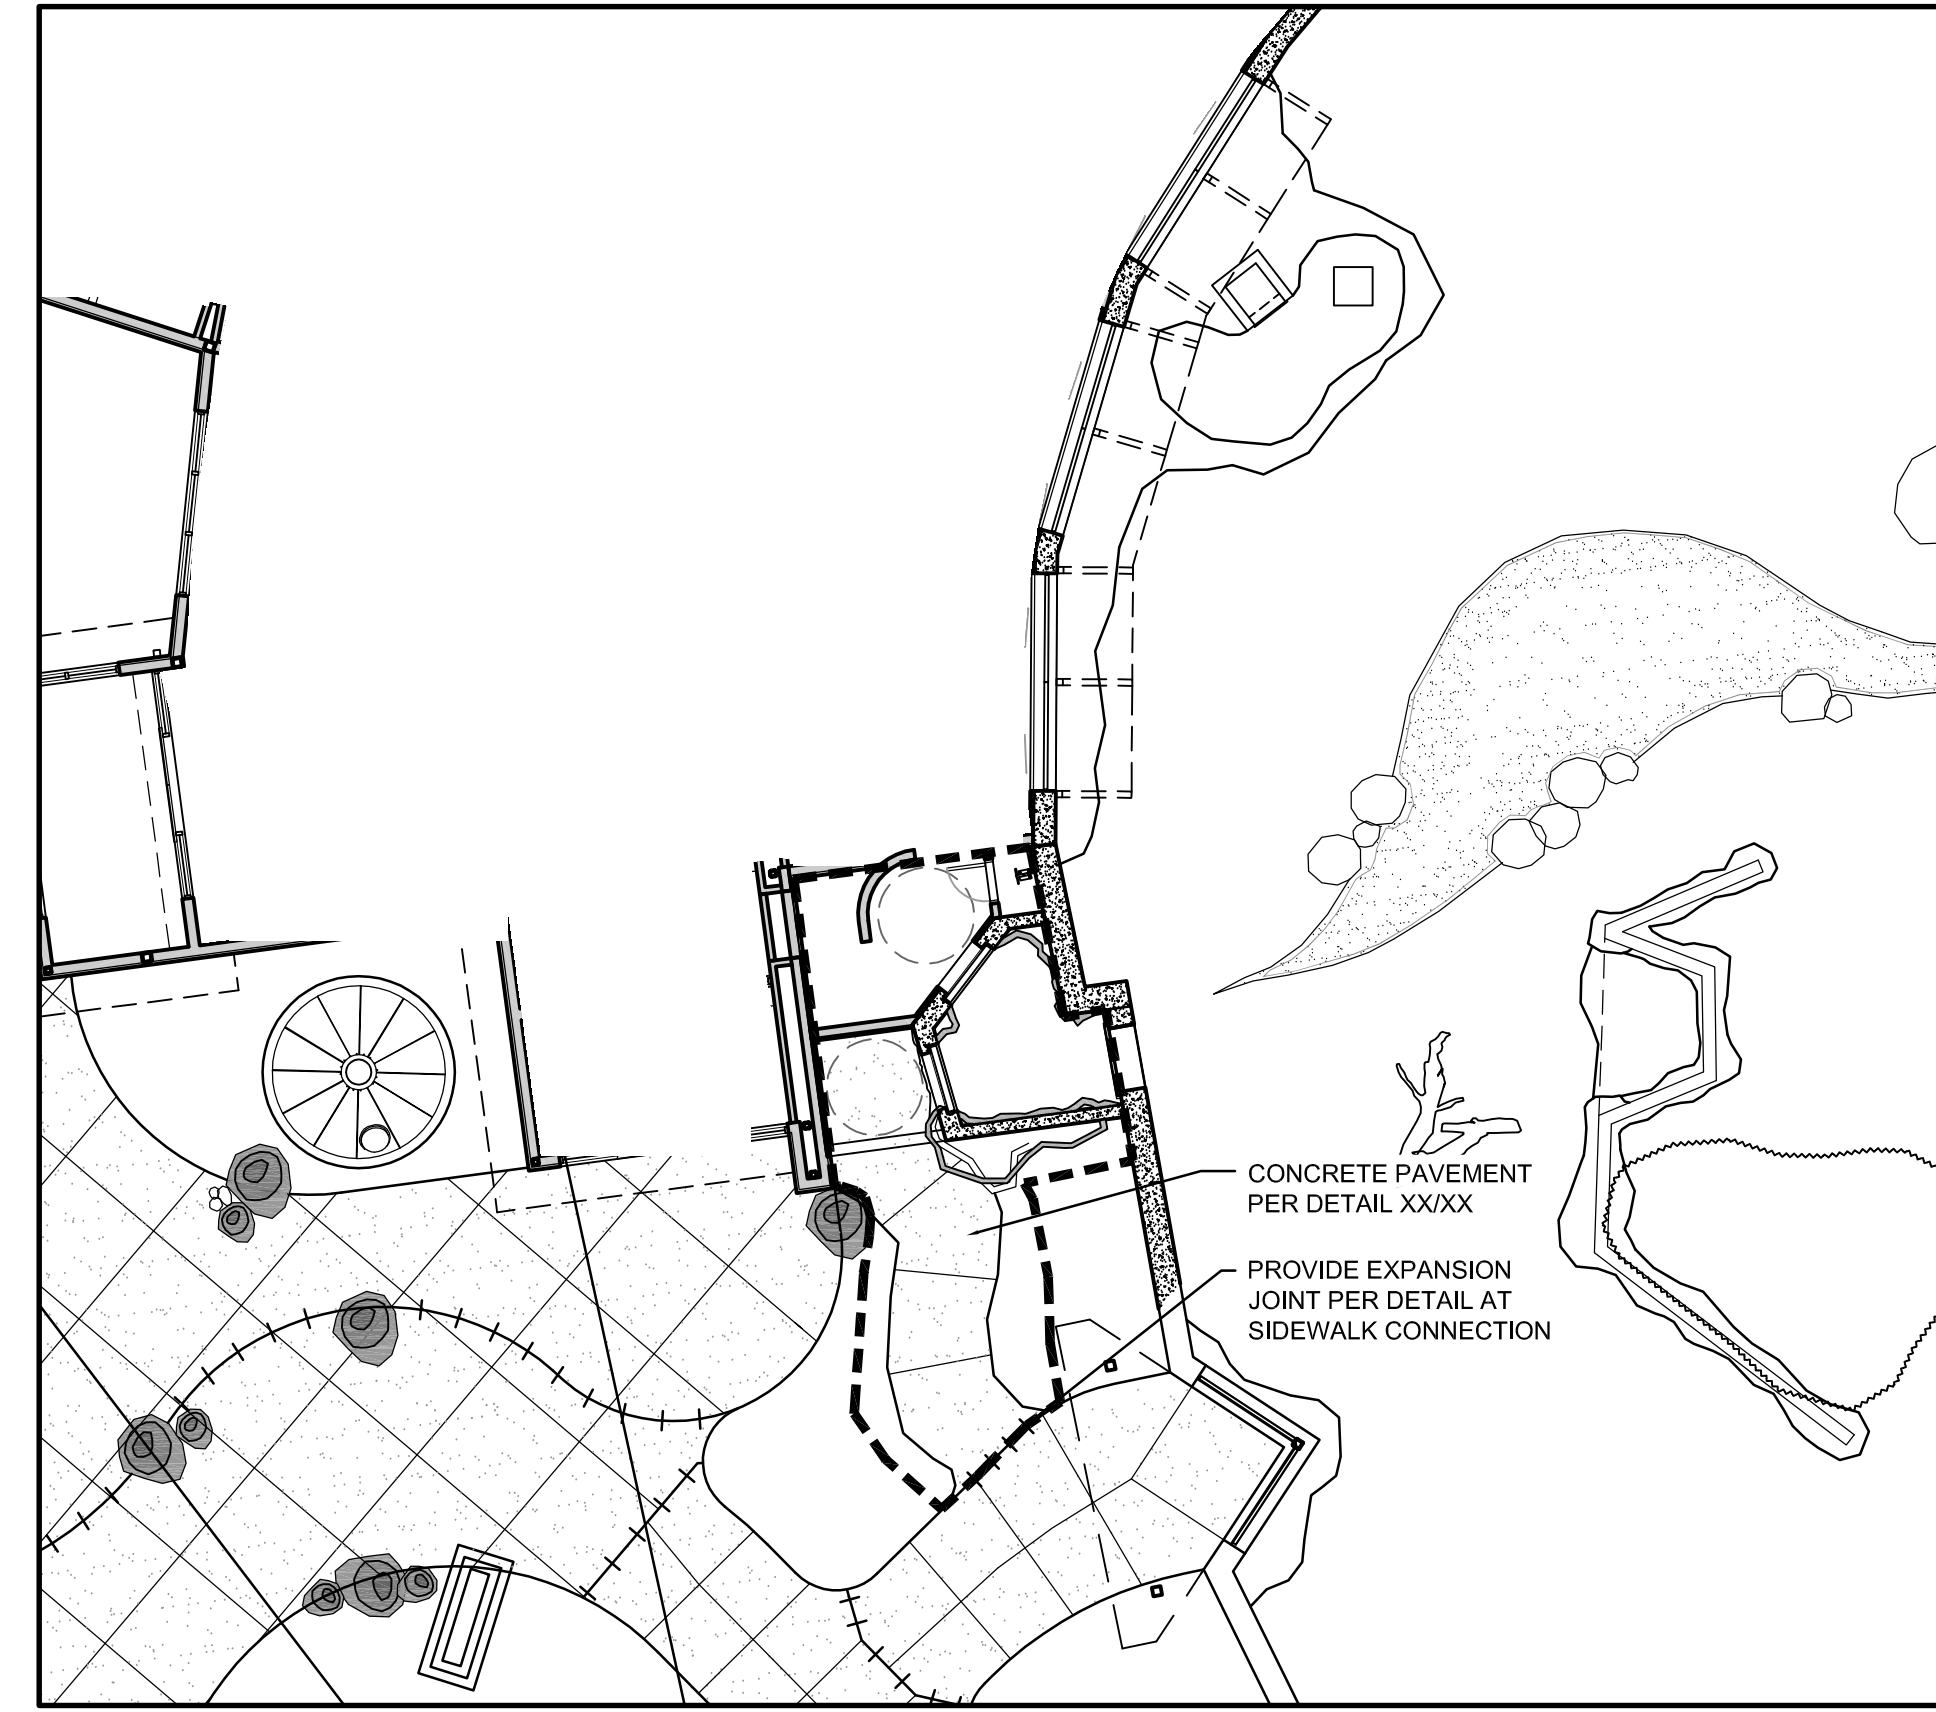 CONCRETE PAVEMENT
PER DETAIL XX/XX
PROVIDE EXPANSION
JOINT PER DETAIL AT
SIDEWALK CONNECTION